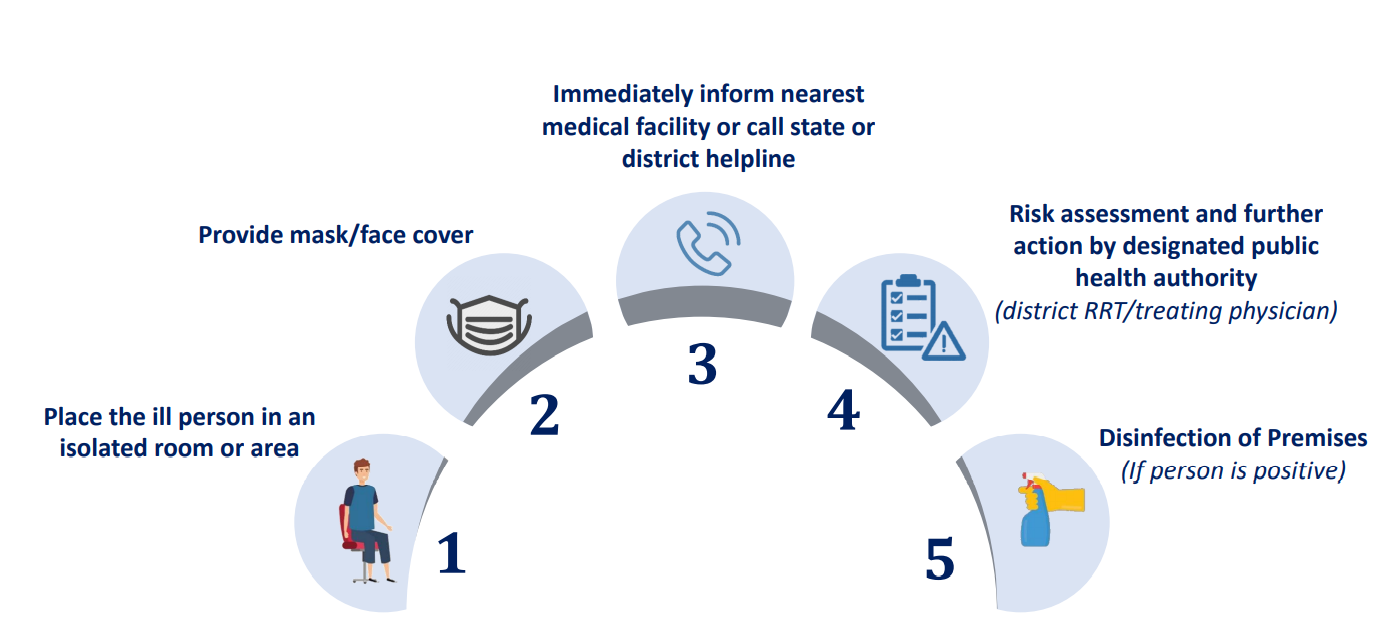 Place the ill person in an
isolated room or area
1
Provide mask/face cover
2
Immediately inform nearest
medical facility or call state or
district helpline
3
Risk assessment and further
action by designated public
health authority
(district RRT/treating physician)
4
Disinfection of Premises
(If person is positive)
5